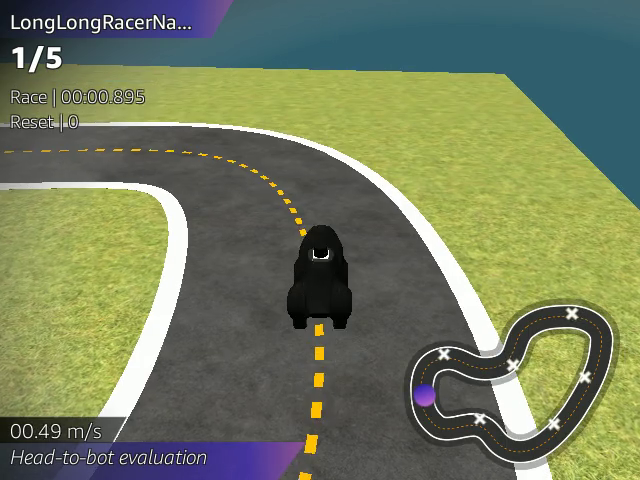 LongLongRacerNa...
1/5
Race | 00:00.895
Reset | 0
00.49 m/s
Head-to-bot evaluation